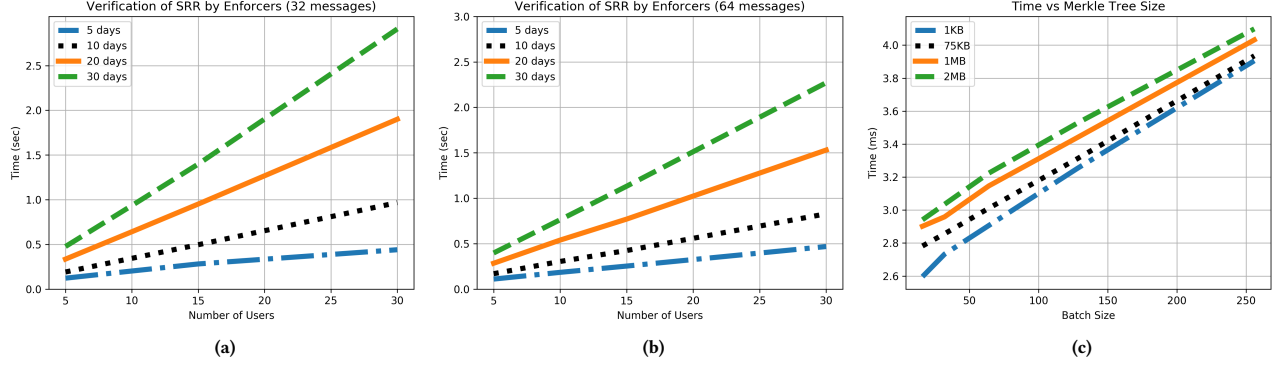 Verification of SRR by Enforcers (32 messages)
5 days
10 days
20 days
30 days
Time (sec)
2.5
2.0
1.5
1.0
0.5
0.0
5 10 15 20 25 30
Number of Users
(a)
Verification of SRR by Enforcers (64 messages)
5 days
10 days
20 days
30 days
Time (sec)
3.0
2.5
2.0
1.5
1.0
0.5
0.0
5 10 15 20 25 30
Number of Users
(b)
Time vs Merkle Tree Size
1KB
75KB
1MB
2MB
Time (ms)
4.0
3.8
3.6
3.4
3.2
3.0
2.8
2.6
50 100 150 200 250
Batch Size
(c)